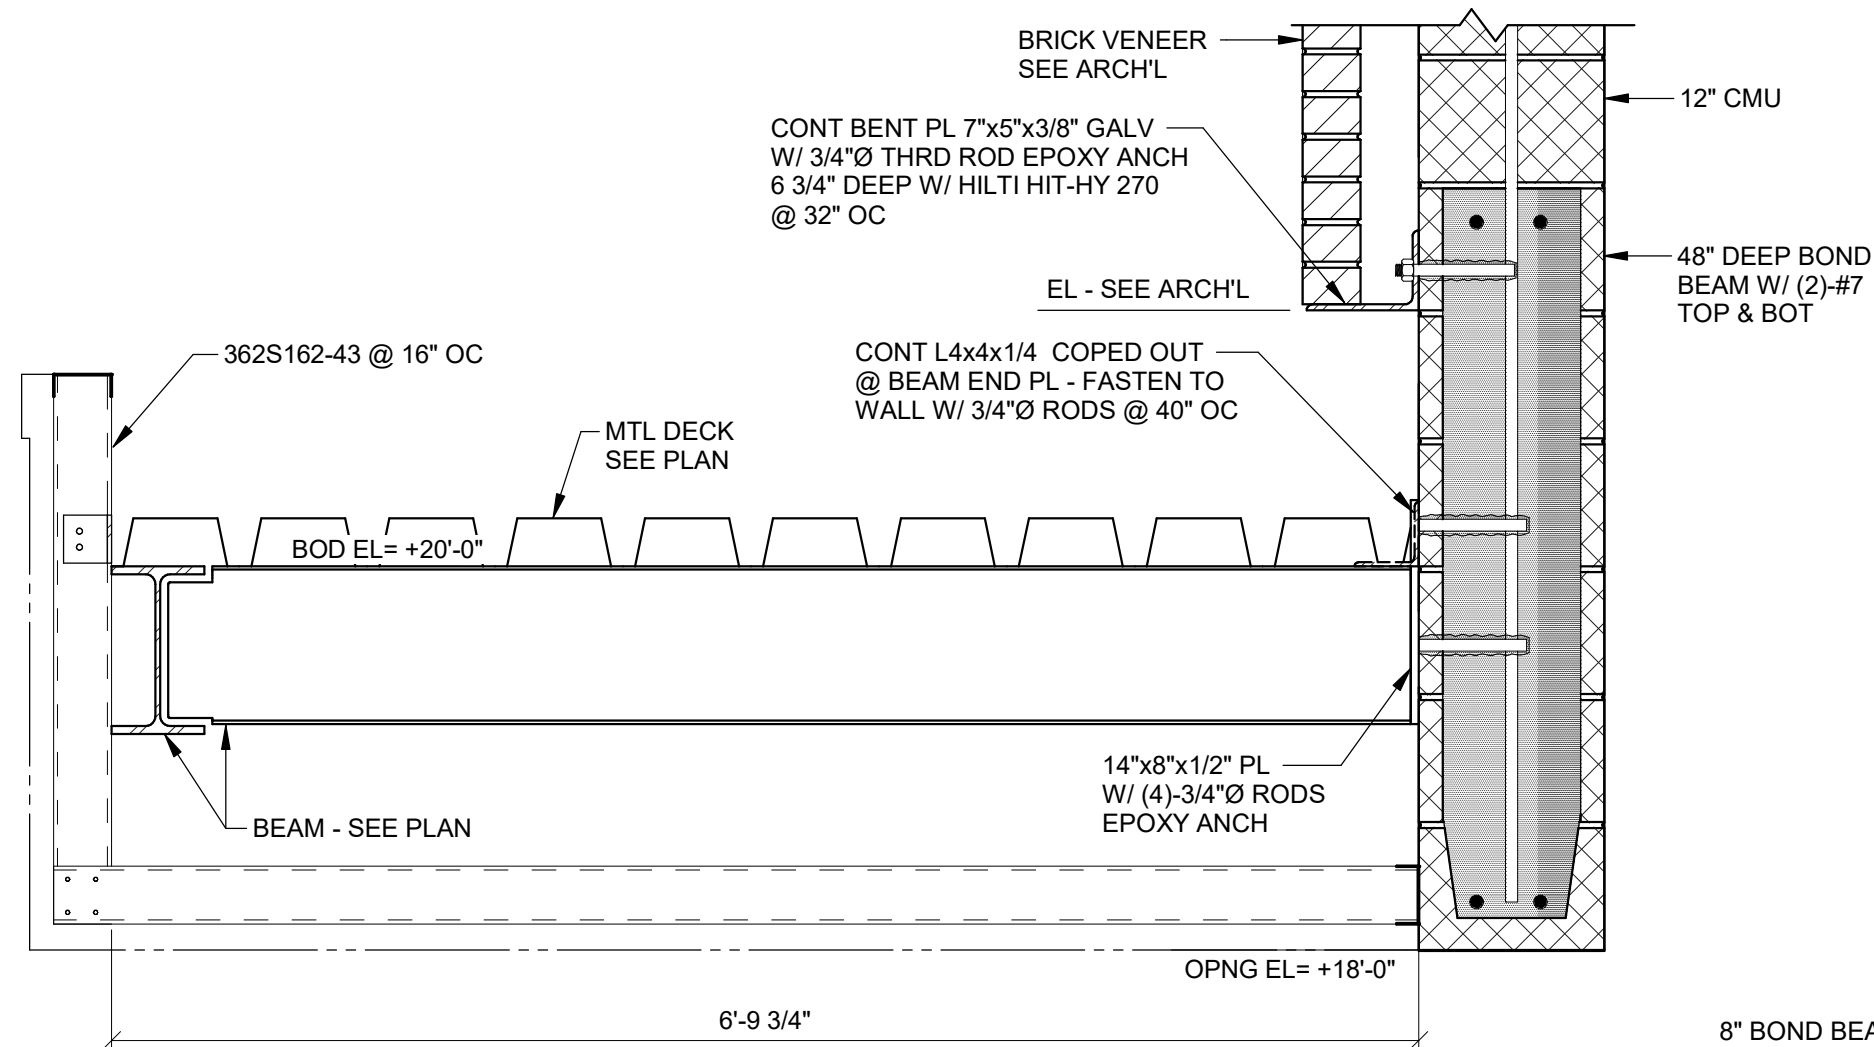 BRICK VENEER
SEE ARCH'L
12" CMU
CONT BENT PL 7"x5"x3/8" GALV
W/ 3/4"Ø THRD ROD EPOXY ANCH
6 3/4" DEEP W/ HILTI HIT-HY 270
@ 32" OC
48" DEEP BOND
BEAM W/ (2)-#7
TOP & BOT
EL - SEE ARCH'L
362S162-43 @ 16" OC
CONT L4x4x1/4 COPED OUT
@ BEAM END PL - FASTEN TO
WALL W/ 3/4"Ø RODS @ 40" OC
MTL DECK
SEE PLAN
BOD EL= +20'-0"
14"x8"x1/2" PL
W/ (4)-3/4"Ø RODS
EPOXY ANCH
BEAM - SEE PLAN
OPNG EL= +18'-0"
6'-9 3/4"
8" BOND BEA